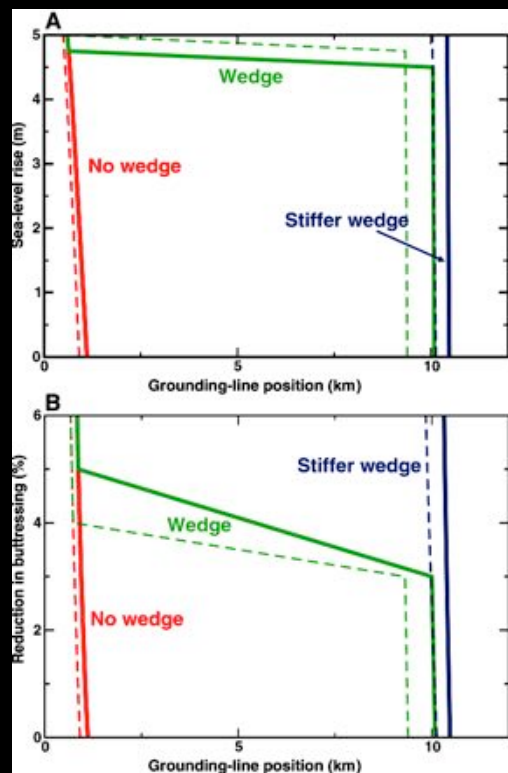 A
5
4
3
2
1
0
Sea-level rise (m)
Wedge
No wedge
Stiffer wedge
0 5 10
Grounding-line position (km)
B
6
4
2
0
Reduction in buttressing (%)
Stiffer wedge
Wedge
No wedge
0 5 10
Grounding-line position (km)